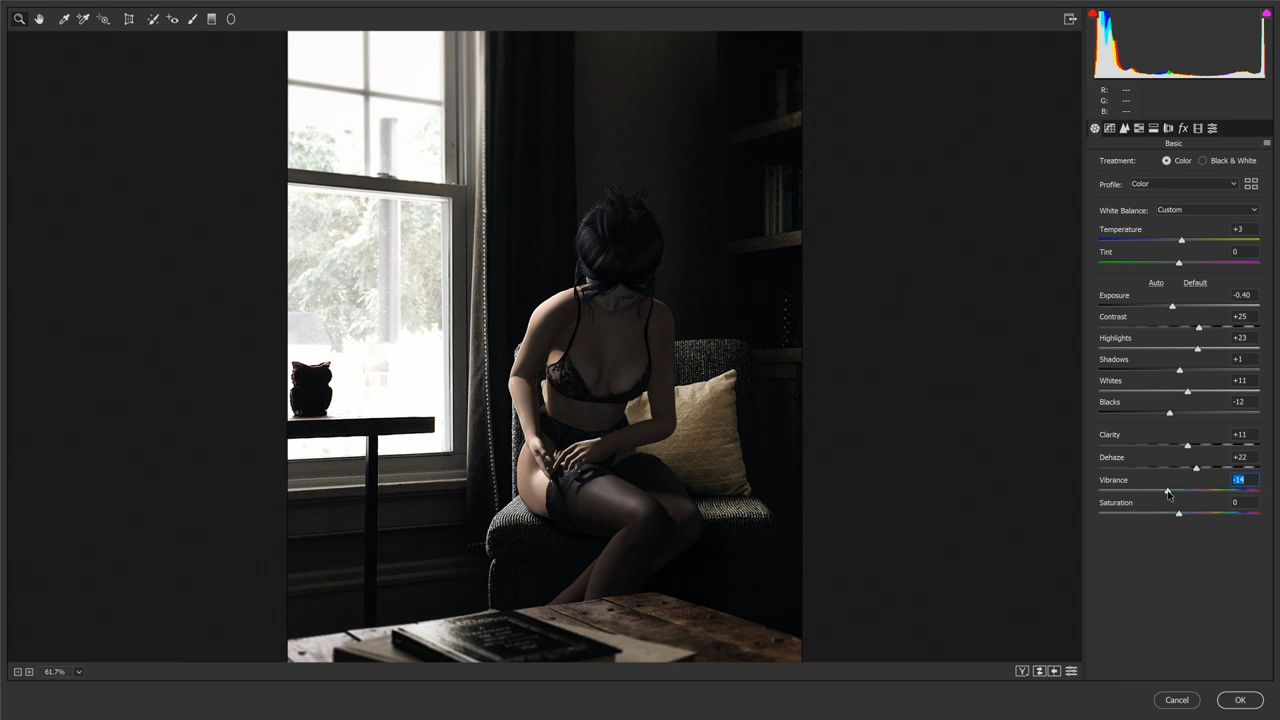 R: ---
G: ---
B: ---
fx
Basic
Treatment: Color Black & White
Profile: Color
White Balance: Custom
Temperature +3
Tint 0
Auto Default
Exposure -0.40
Contrast +25
Highlights +23
Shadows +1
Whites +11
Blacks -12
Clarity +11
Dehaze +22
Vibrance -14
Saturation 0
61.7%
Y
Cancel OK